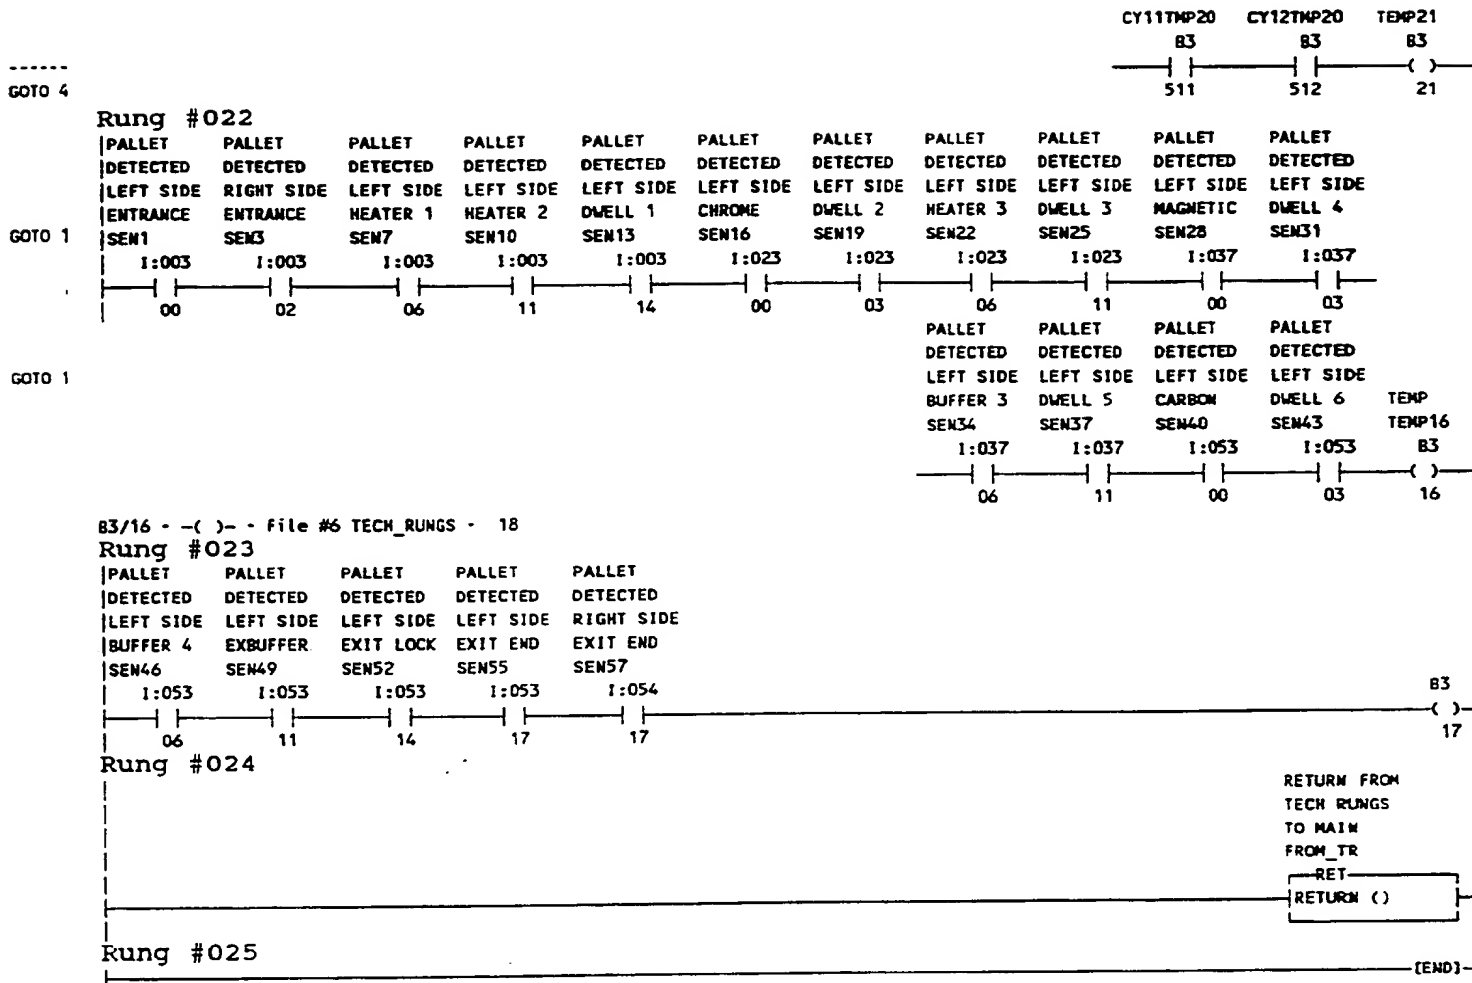 CY11TMP20 CY12TMP20 TEMP21
B3 B3 B3
------
GOTO 4
511 512 21
Rung #022
PALLET PALLET PALLET PALLET PALLET PALLET PALLET PALLET PALLET PALLET PALLET
DETECTED DETECTED DETECTED DETECTED DETECTED DETECTED DETECTED DETECTED DETECTED DETECTED DETECTED
LEFT SIDE RIGHT SIDE LEFT SIDE LEFT SIDE LEFT SIDE LEFT SIDE LEFT SIDE LEFT SIDE LEFT SIDE LEFT SIDE LEFT SIDE
ENTRANCE ENTRANCE HEATER 1 HEATER 2 DWELL 1 CHROME DWELL 2 HEATER 3 DWELL 3 MAGNETIC DWELL 4
GOTO 1 SEN1 SEN3 SEN7 SEN10 SEN13 SEN16 SEN19 SEN22 SEN25 SEN28 SEN31
I:003 I:003 I:003 I:003 I:003 I:023 I:023 I:023 I:023 I:037 I:037
00 02 06 11 14 00 03 06 11 00 03
PALLET PALLET PALLET PALLET
DETECTED DETECTED DETECTED DETECTED
GOTO 1 LEFT SIDE LEFT SIDE LEFT SIDE LEFT SIDE
BUFFER 3 DWELL 5 CARBON DWELL 6 TEMP
SEN34 SEN37 SEN40 SEN43 TEMP16
I:037 I:037 I:053 I:053 B3
06 11 00 03 16
B3/16 - -( )- - File #6 TECH_RUNGS - 18
Rung #023
PALLET PALLET PALLET PALLET PALLET
DETECTED DETECTED DETECTED DETECTED DETECTED
LEFT SIDE LEFT SIDE LEFT SIDE LEFT SIDE RIGHT SIDE
BUFFER 4 EXBUFFER EXIT LOCK EXIT END EXIT END
SEN46 SEN49 SEN52 SEN55 SEN57
I:053 I:053 I:053 I:053 I:054 B3
06 11 14 17 17 17
Rung #024
RETURN FROM
TECH RUNGS
TO MAIN
FROM_TR
RET
RETURN ()
Rung #025
[END]